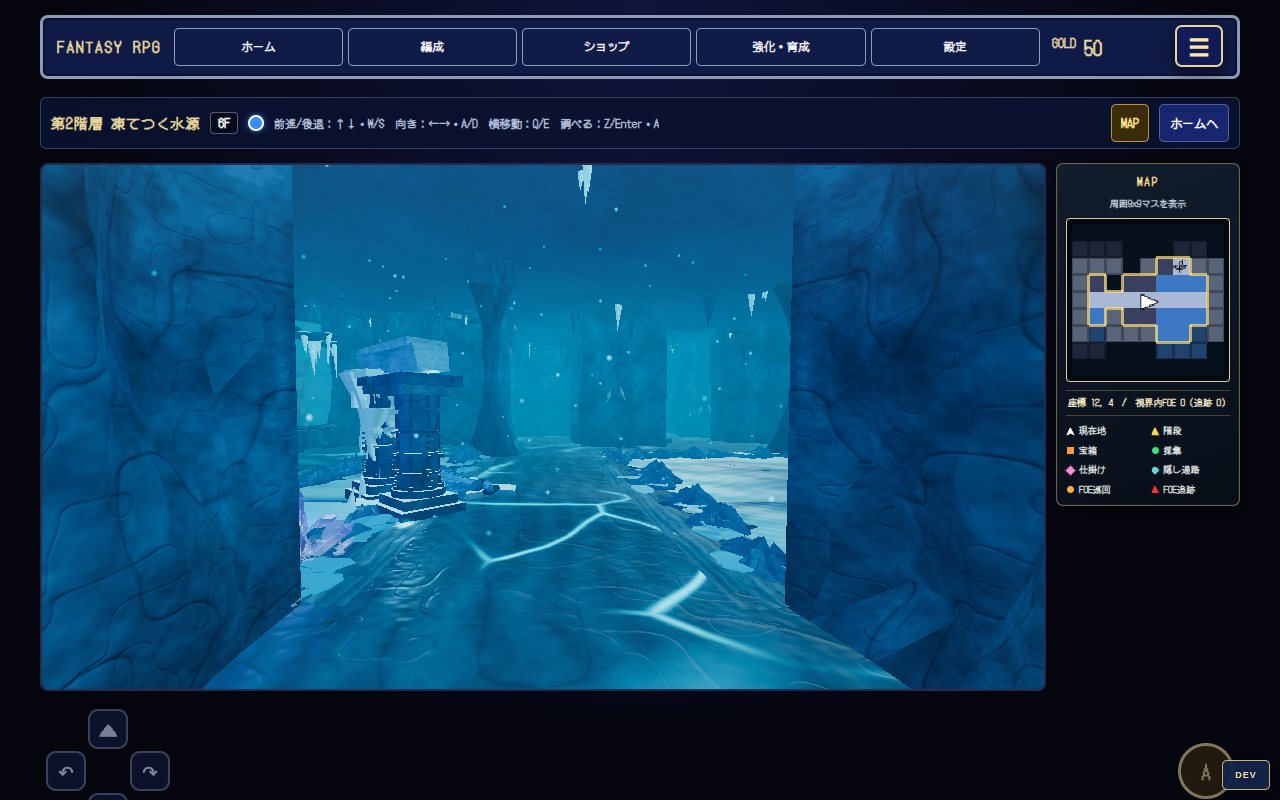 FANTASY RPG ホーム 編成 ショップ 強化・育成 設定 GOLD 50
第2階層 凍てつく水源 6F 前進/後退:↑↓・W/S 向き:←→・A/D 横移動:Q/E 調べる:Z/Enter・A MAP ホームへ
MAP
周囲9x9マスを表示
座標 12, 4 / 視界内FOE 0 (追跡 0)
現在地 階段
宝箱 採集
仕掛け 隠し通路
FOE巡回 FOE追跡
A DEV